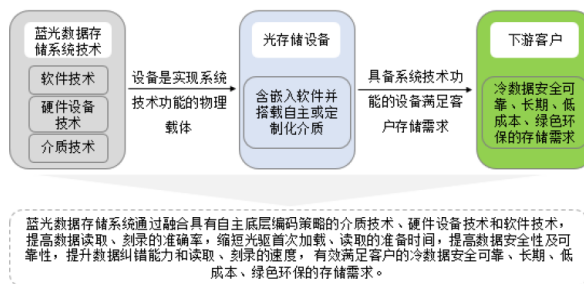 蓝光数据存
储系统技术
软件技术
硬件设备
技术
介质技术
设备是实现系统
技术功能的物理
载体
光存储设备
含嵌入软件并
搭载自主或定
制化介质
具备系统技术功
能的设备满足客
户存储需求
下游客户
冷数据安全可
靠、长期、低
成本、绿色环
保的存储需求
蓝光数据存储系统通过融合具有自主底层编码策略的介质技术、硬件设备技术和软件技术，
提高数据读取、刻录的准确率，缩短光驱首次加载、读取的准备时间，提高数据安全性及可
靠性，提升数据纠错能力和读取、刻录的速度，有效满足客户的冷数据安全可靠、长期、低
成本、绿色环保的存储需求。